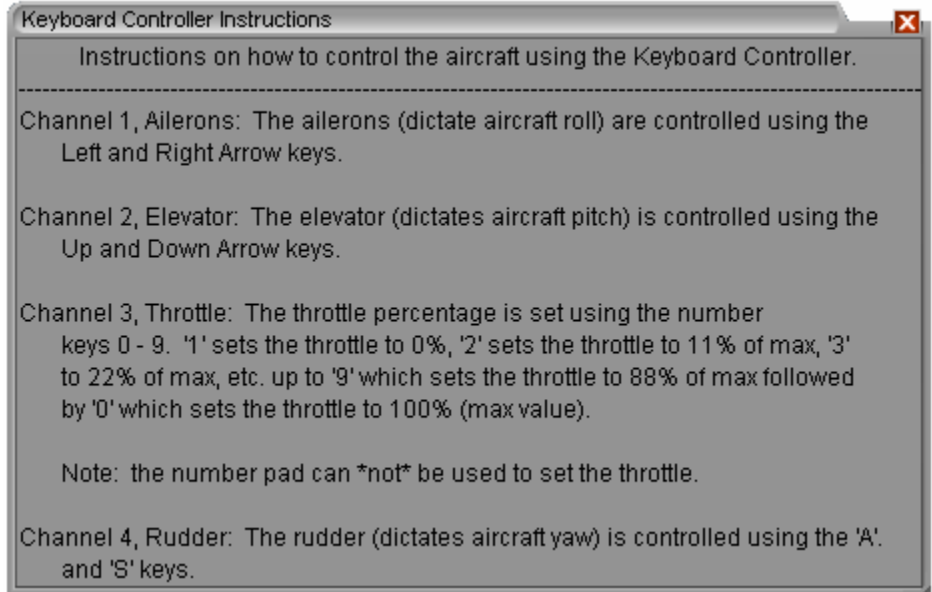 Keyboard Controller Instructions
Instructions on how to control the aircraft using the Keyboard Controller.
Channel 1, Ailerons: The ailerons (dictate aircraft roll) are controlled using the
Left and Right Arrow keys.
Channel 2, Elevator: The elevator (dictates aircraft pitch) is controlled using the
Up and Down Arrow keys.
Channel 3, Throttle: The throttle percentage is set using the number
keys 0 - 9. '1' sets the throttle to 0%, '2' sets the throttle to 11% of max, '3'
to 22% of max, etc. up to '9' which sets the throttle to 88% of max followed
by '0' which sets the throttle to 100% (max value).
Note: the number pad can *not* be used to set the throttle.
Channel 4, Rudder: The rudder (dictates aircraft yaw) is controlled using the 'A'.
and 'S' keys.